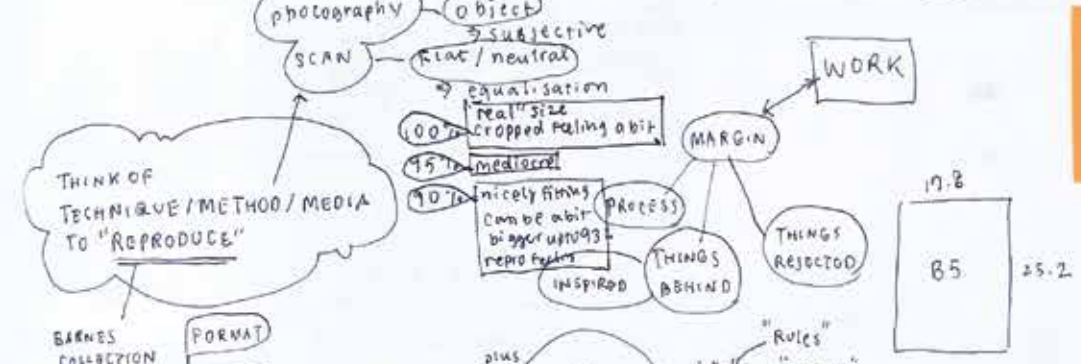 photography
object
→ subjective
SCAN
flat / neutral
⇒ equalisation
100%
"real" size
cropped feeling a bit
95%
mediocre
90%
nicely fitting
can be a bit
bigger upto 93
repro feeling
THINK OF
TECHNIQUE / METHOD / MEDIA
TO "REPRODUCE"
BARNES
COLLECTION
FORMAT
WORK
MARGIN
PROCESS
INSPIRED
THINGS
BEHIND
THINGS
REJECTED
17.8
B5
25.2
plus
"Rules"